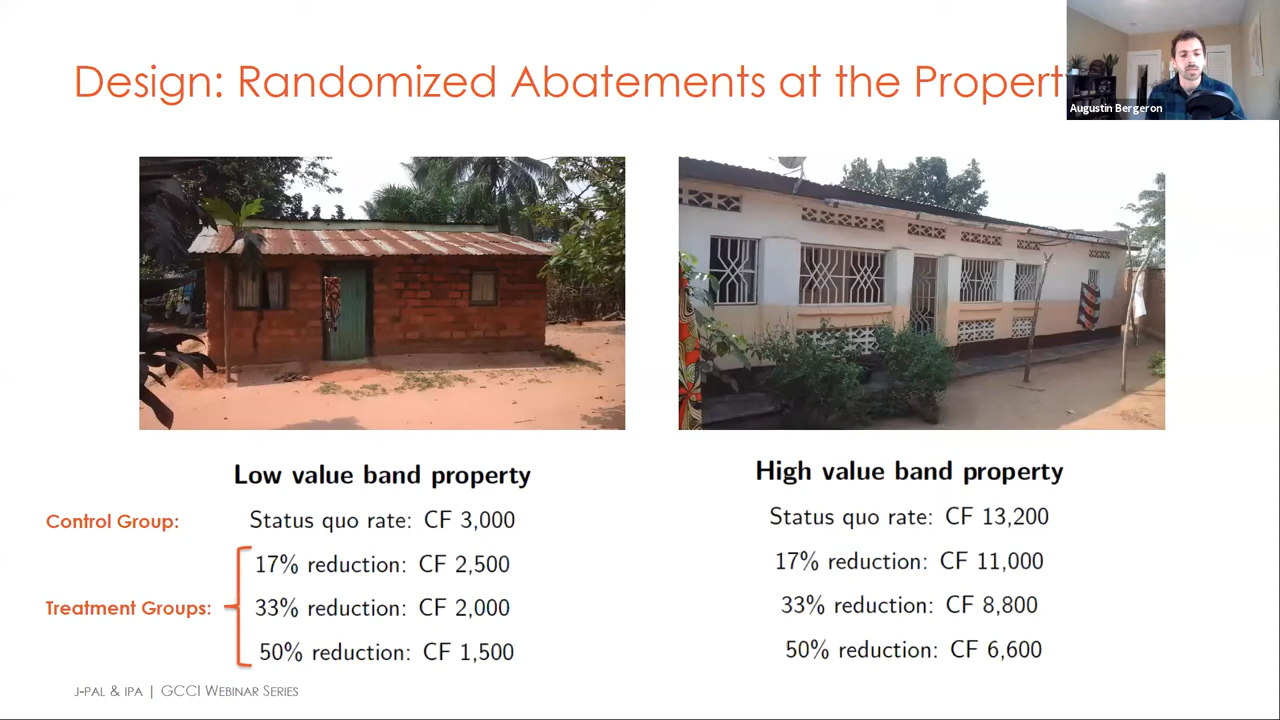 Design: Randomized Abatements at the Propert
Augustin Bergeron
Low value band property
High value band property
Control Group:
Status quo rate: CF 3,000
Status quo rate: CF 13,200
17% reduction: CF 2,500
17% reduction: CF 11,000
Treatment Groups:
33% reduction: CF 2,000
33% reduction: CF 8,800
50% reduction: CF 1,500
50% reduction: CF 6,600
J-PAL & IPA | GCCI WEBINAR SERIES